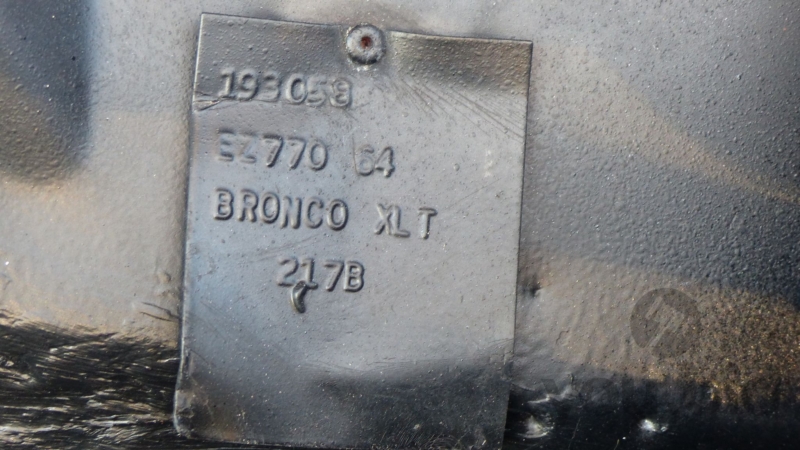 193058
EZ770 64
BRONCO XLT
217B